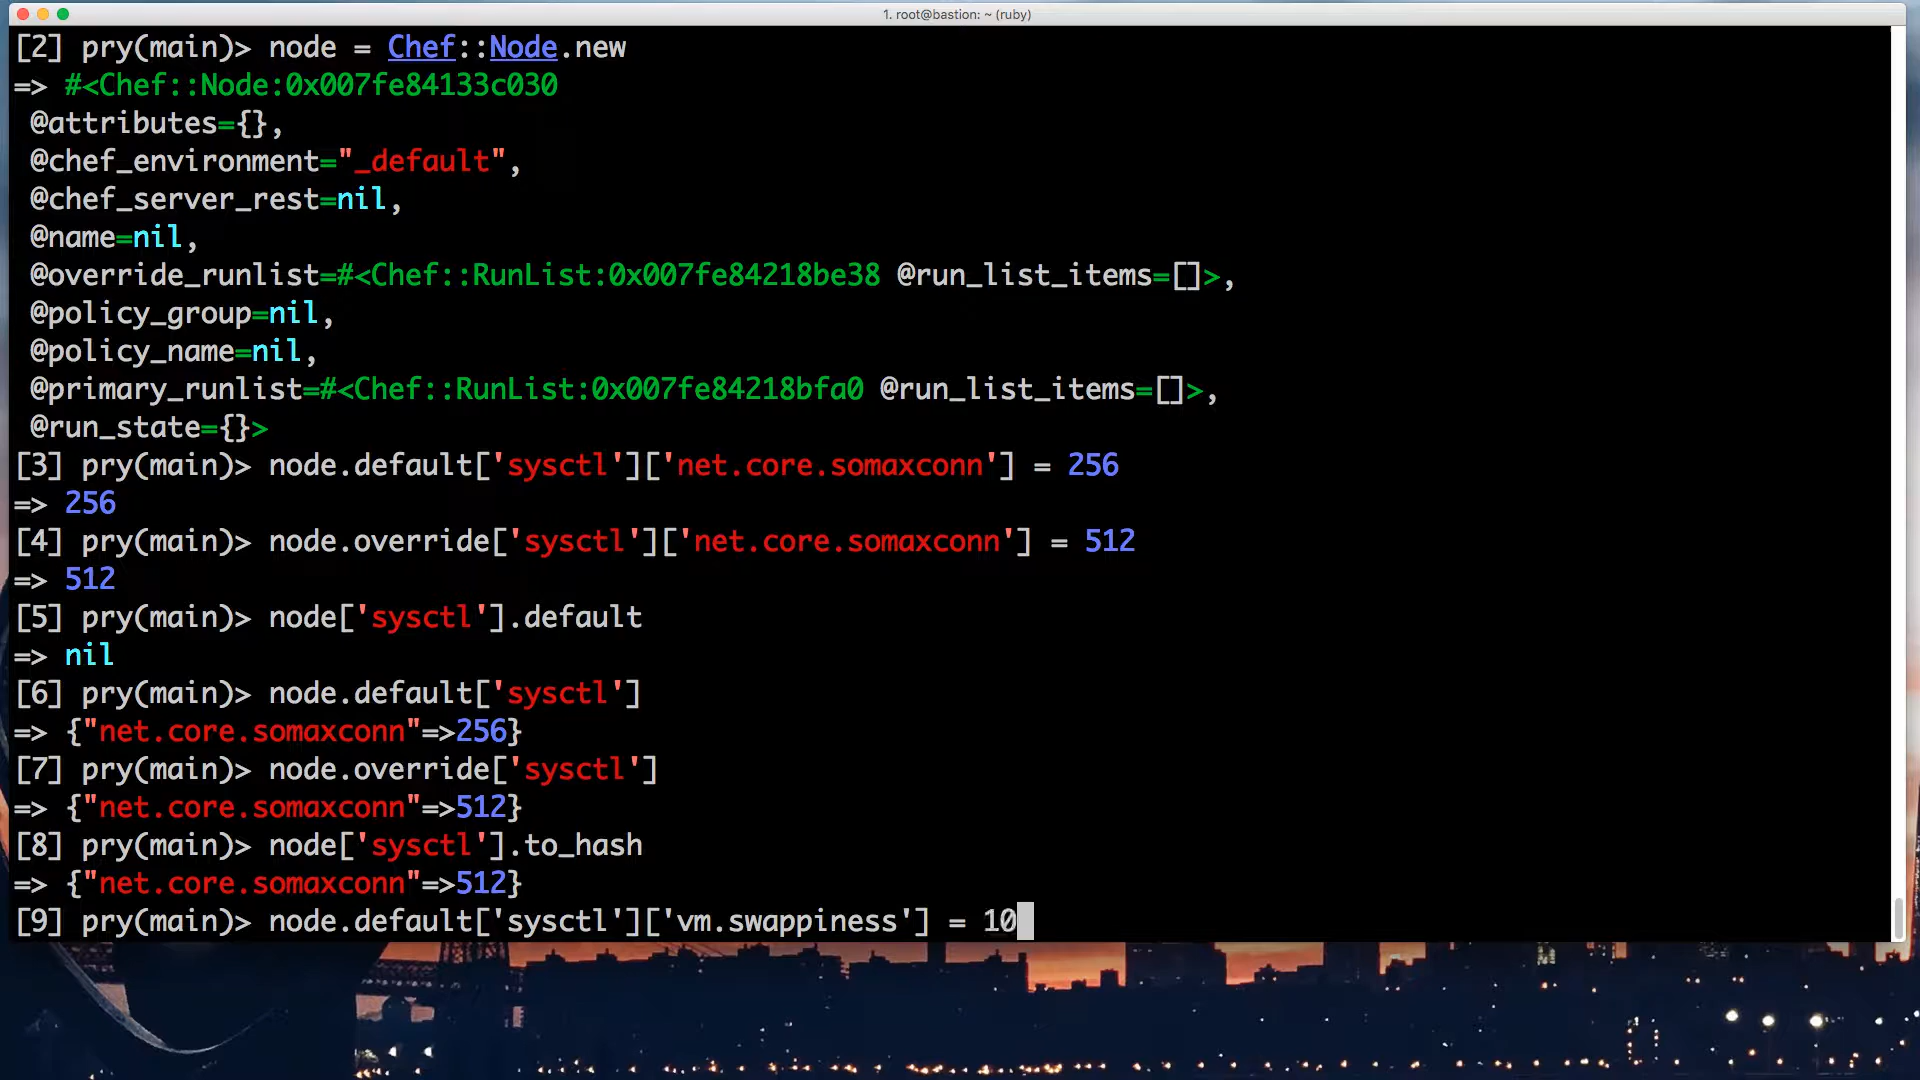 1. root@bastion: ~ (ruby)
[2] pry(main)> node = Chef::Node.new
=> #<Chef::Node:0x007fe84133c030
 @attributes={},
 @chef_environment="_default",
 @chef_server_rest=nil,
 @name=nil,
 @override_runlist=#<Chef::RunList:0x007fe84218be38 @run_list_items=[]>,
 @policy_group=nil,
 @policy_name=nil,
 @primary_runlist=#<Chef::RunList:0x007fe84218bfa0 @run_list_items=[]>,
 @run_state={}>
[3] pry(main)> node.default['sysctl']['net.core.somaxconn'] = 256
=> 256
[4] pry(main)> node.override['sysctl']['net.core.somaxconn'] = 512
=> 512
[5] pry(main)> node['sysctl'].default
=> nil
[6] pry(main)> node.default['sysctl']
=> {"net.core.somaxconn"=>256}
[7] pry(main)> node.override['sysctl']
=> {"net.core.somaxconn"=>512}
[8] pry(main)> node['sysctl'].to_hash
=> {"net.core.somaxconn"=>512}
[9] pry(main)> node.default['sysctl']['vm.swappiness'] = 10